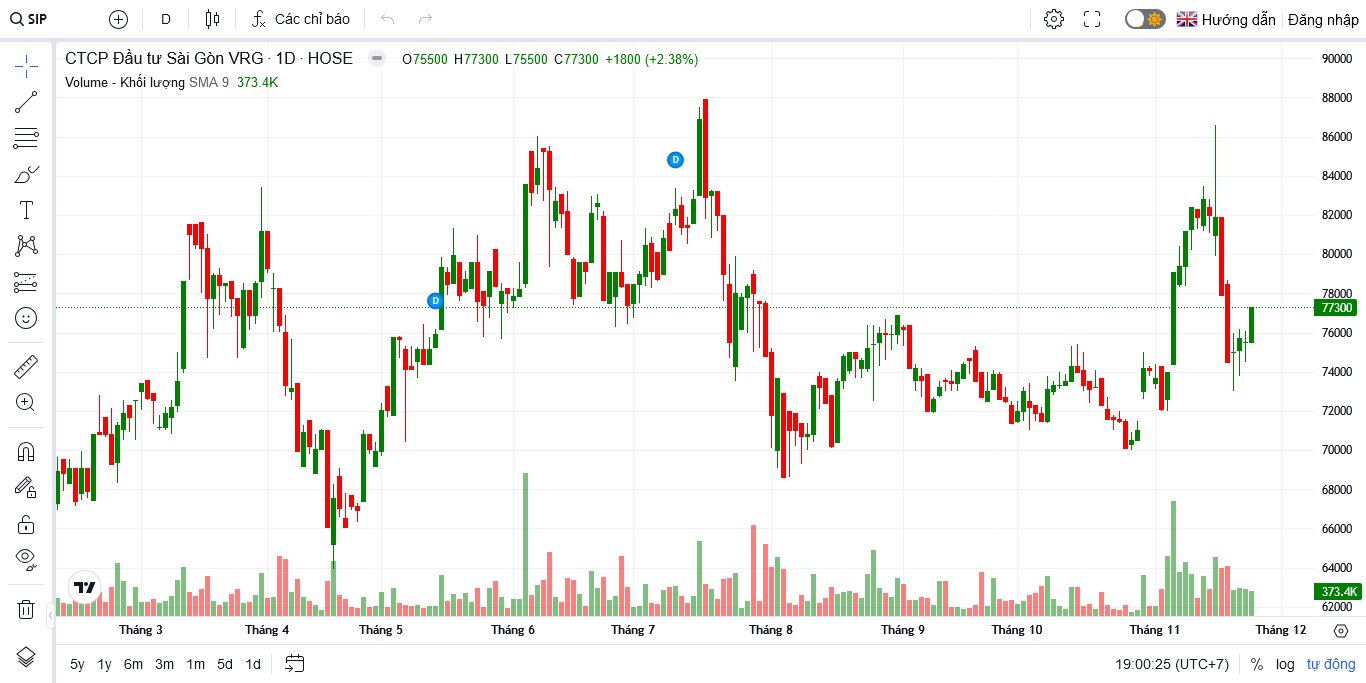 SIP
D
Các chỉ báo
Hướng dẫn
Đăng nhập
CTCP Đầu tư Sài Gòn VRG · 1D · HOSE
O75500 H77300 L75500 C77300 +1800 (+2.38%)
Volume - Khối lượng SMA 9 373.4K
90000
88000
86000
84000
82000
80000
78000
77300
76000
74000
72000
70000
68000
66000
64000
373.4K
62000
D
D
Tháng 3
Tháng 4
Tháng 5
Tháng 6
Tháng 7
Tháng 8
Tháng 9
Tháng 10
Tháng 11
Tháng 12
5y 1y 6m 3m 1m 5d 1d
19:00:25 (UTC+7)
% log tự động